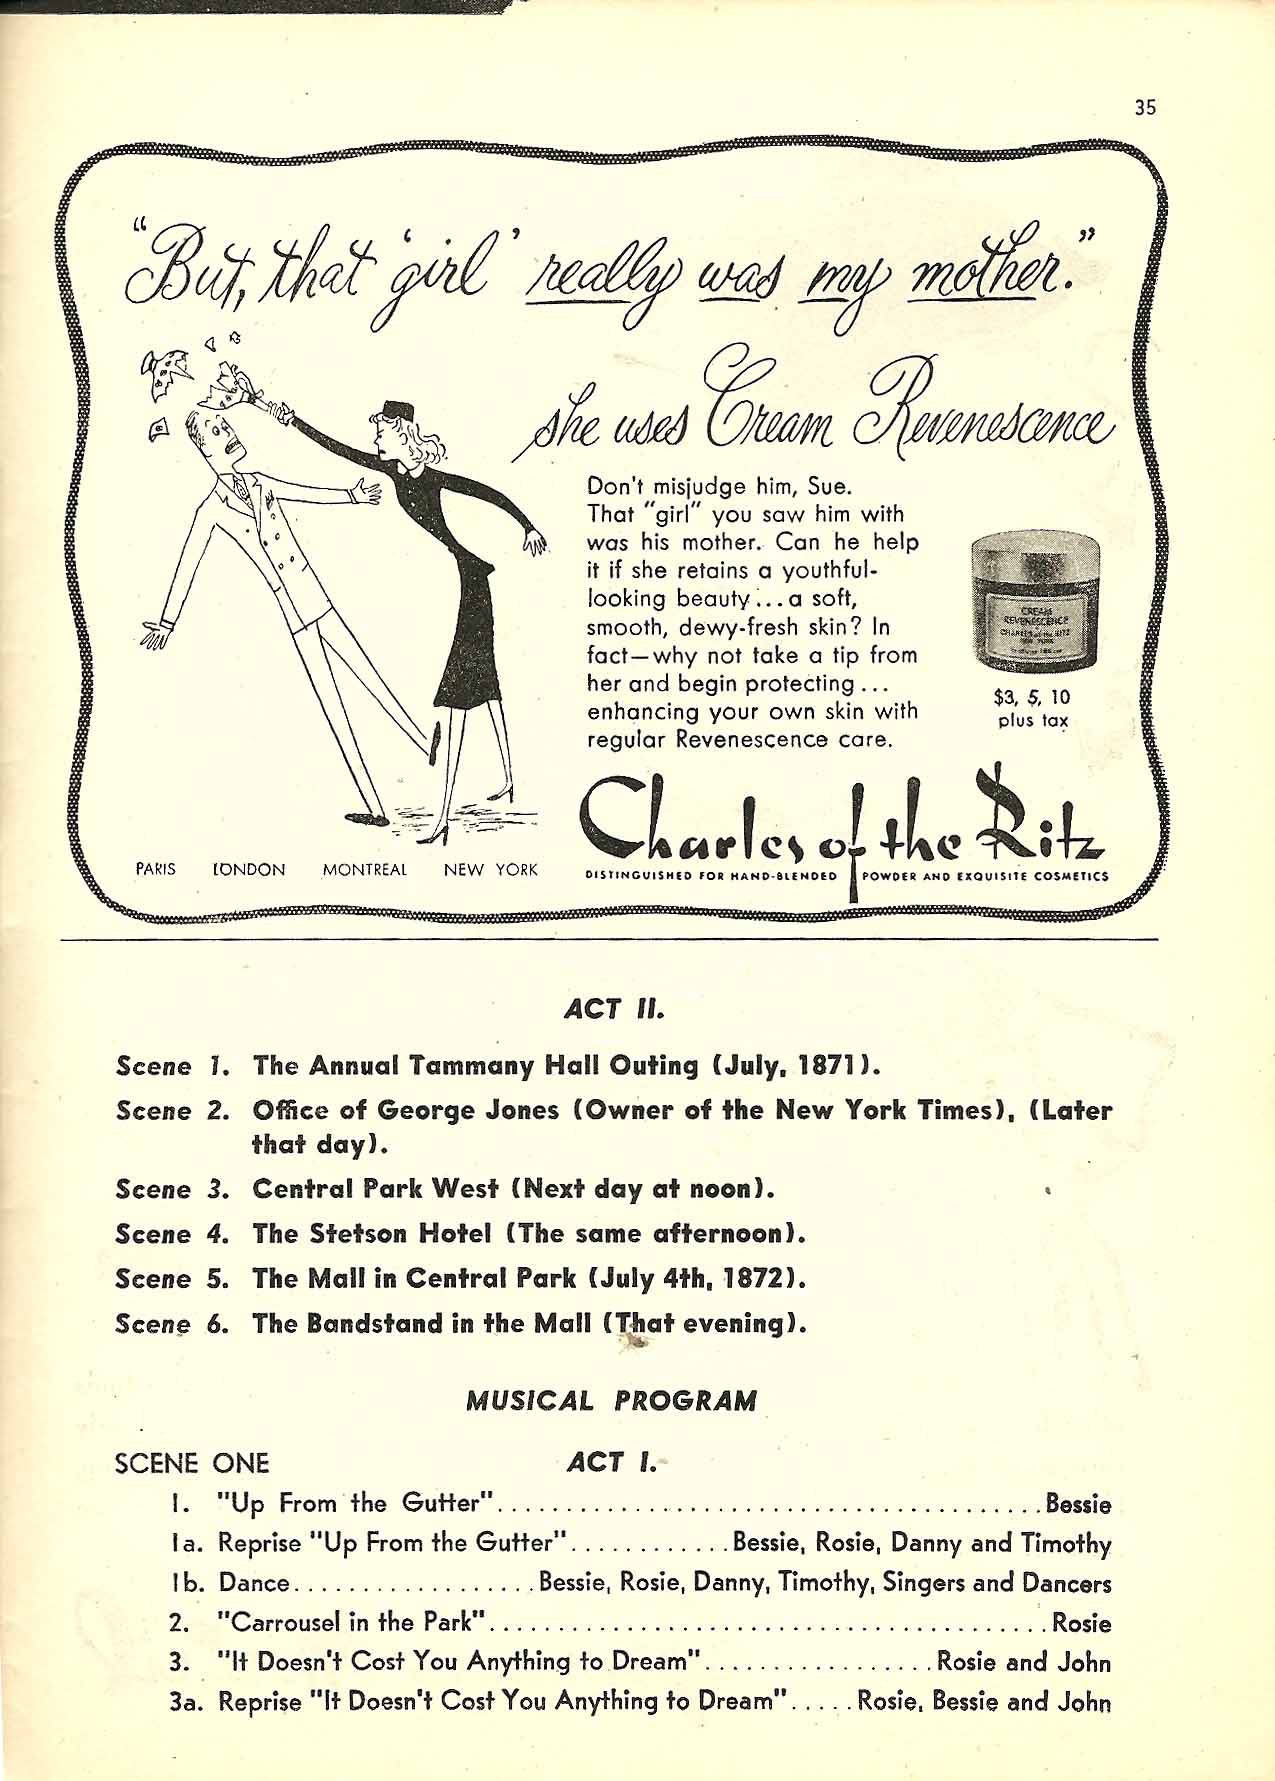 35
"But, that 'girl' really was my mother."
she uses Cream Revenescence
Don't misjudge him, Sue.
That "girl" you saw him with
was his mother. Can he help
it if she retains a youthful-
looking beauty...a soft,
smooth, dewy-fresh skin? In
fact—why not take a tip from
her and begin protecting...
enhancing your own skin with
regular Revenescence care.
CREAM
REVENESCENCE
CHARLES of the RITZ
NEW YORK
$3, 5, 10
plus tax
Charles of the Ritz
DISTINGUISHED FOR HAND-BLENDED POWDER AND EXQUISITE COSMETICS
PARIS LONDON MONTREAL NEW YORK
ACT II.
Scene 1. The Annual Tammany Hall Outing (July, 1871).
Scene 2. Office of George Jones (Owner of the New York Times), (Later
that day).
Scene 3. Central Park West (Next day at noon).
Scene 4. The Stetson Hotel (The same afternoon).
Scene 5. The Mall in Central Park (July 4th, 1872).
Scene 6. The Bandstand in the Mall (That evening).
MUSICAL PROGRAM
SCENE ONE ACT I.
1. "Up From the Gutter"........................................Bessie
1a. Reprise "Up From the Gutter"............Bessie, Rosie, Danny and Timothy
1b. Dance..................Bessie, Rosie, Danny, Timothy, Singers and Dancers
2. "Carrousel in the Park".........................................Rosie
3. "It Doesn't Cost You Anything to Dream".................Rosie and John
3a. Reprise "It Doesn't Cost You Anything to Dream".....Rosie, Bessie and John